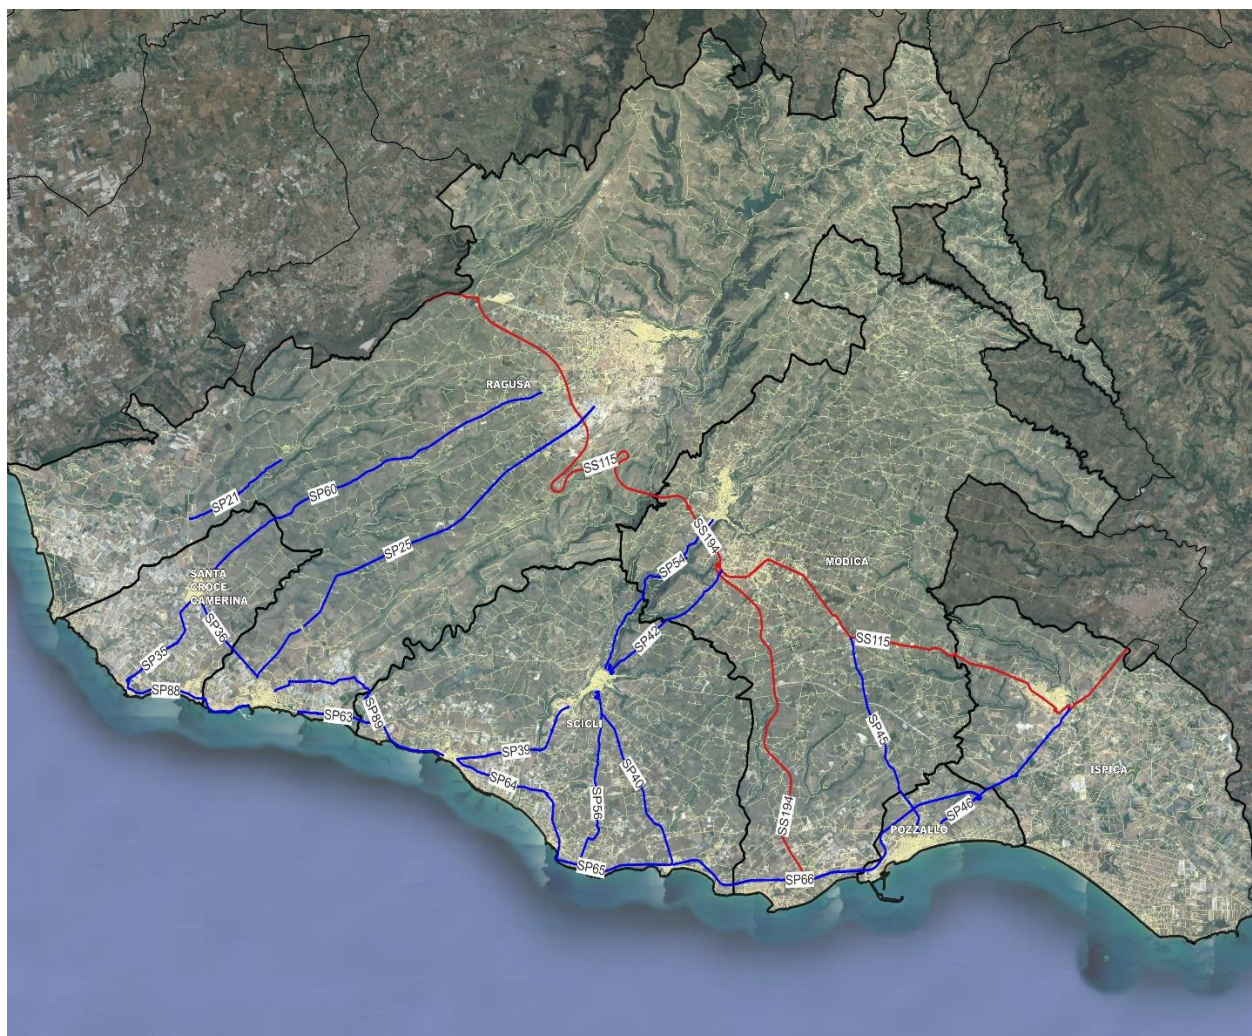 RAGUSA
SS115
SP21
SP60
SS194
SP25
SP54
MODICA
SANTA
CROCE
CAMERINA
SP36
SP42
SS115
SP35
SP88
SP89
SP63
SCICLI
SP45
SP39
SP40
SP64
ISPICA
SP56
SP46
SS194
POZZALLO
SP65
SP66